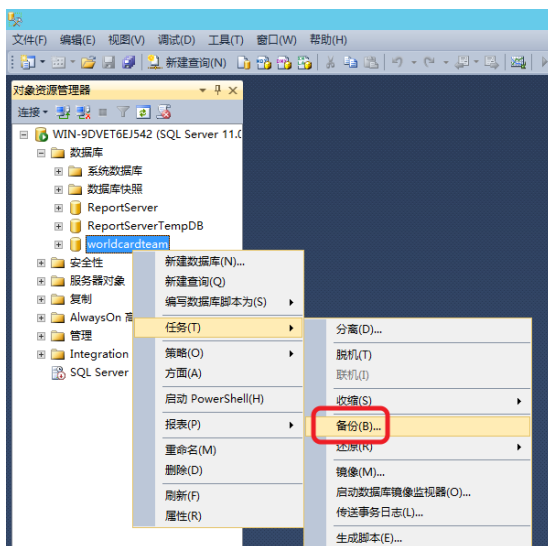 文件(F) 编辑(E) 视图(V) 调试(D) 工具(T) 窗口(W) 帮助(H)
新建查询(N)
对象资源管理器
连接
WIN-9DVET6EJ542 (SQL Server 11.0
数据库
系统数据库
数据库快照
ReportServer
ReportServerTempDB
worldcardteam
安全性
服务器对象
复制
AlwaysOn 高
管理
Integration
SQL Server
新建数据库(N)...
新建查询(Q)
编写数据库脚本为(S)
任务(T)
策略(O)
方面(A)
启动 PowerShell(H)
报表(P)
重命名(M)
删除(D)
刷新(F)
属性(R)
分离(D)...
脱机(T)
联机(I)
收缩(S)
备份(B)...
还原(R)
镜像(M)...
启动数据库镜像监视器(O)...
传送事务日志(L)...
生成脚本(E)...